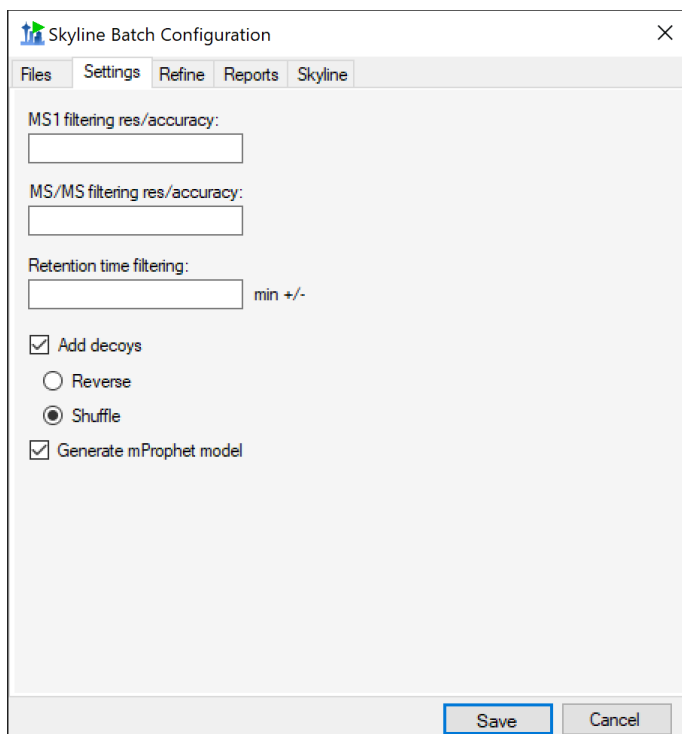 Skyline Batch Configuration
Files Settings Refine Reports Skyline
MS1 filtering res/accuracy:
MS/MS filtering res/accuracy:
Retention time filtering:
min +/-
Add decoys
Reverse
Shuffle
Generate mProphet model
Save Cancel